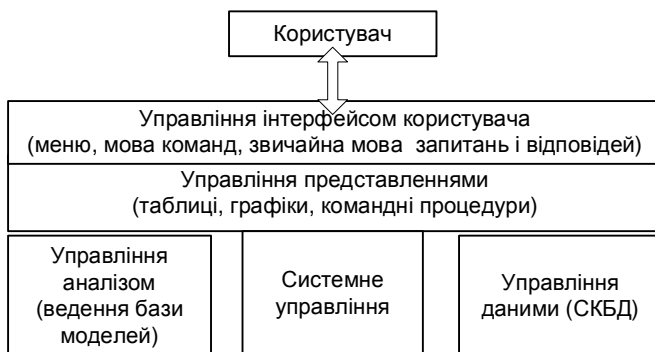 Користувач
Управління інтерфейсом користувача
(меню, мова команд, звичайна мова запитань і відповідей)
Управління представленнями
(таблиці, графіки, командні процедури)
Управління
аналізом
(ведення бази
моделей)
Системне
управління
Управління
даними (СКБД)